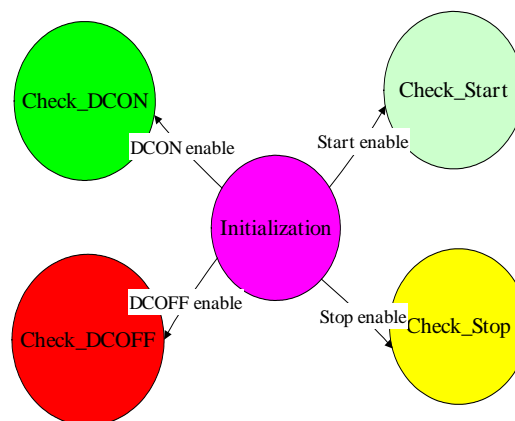 Check_DCON
Check_Start
DCON enable
Start enable
Initialization
DCOFF enable
Stop enable
Check_DCOFF
Check_Stop